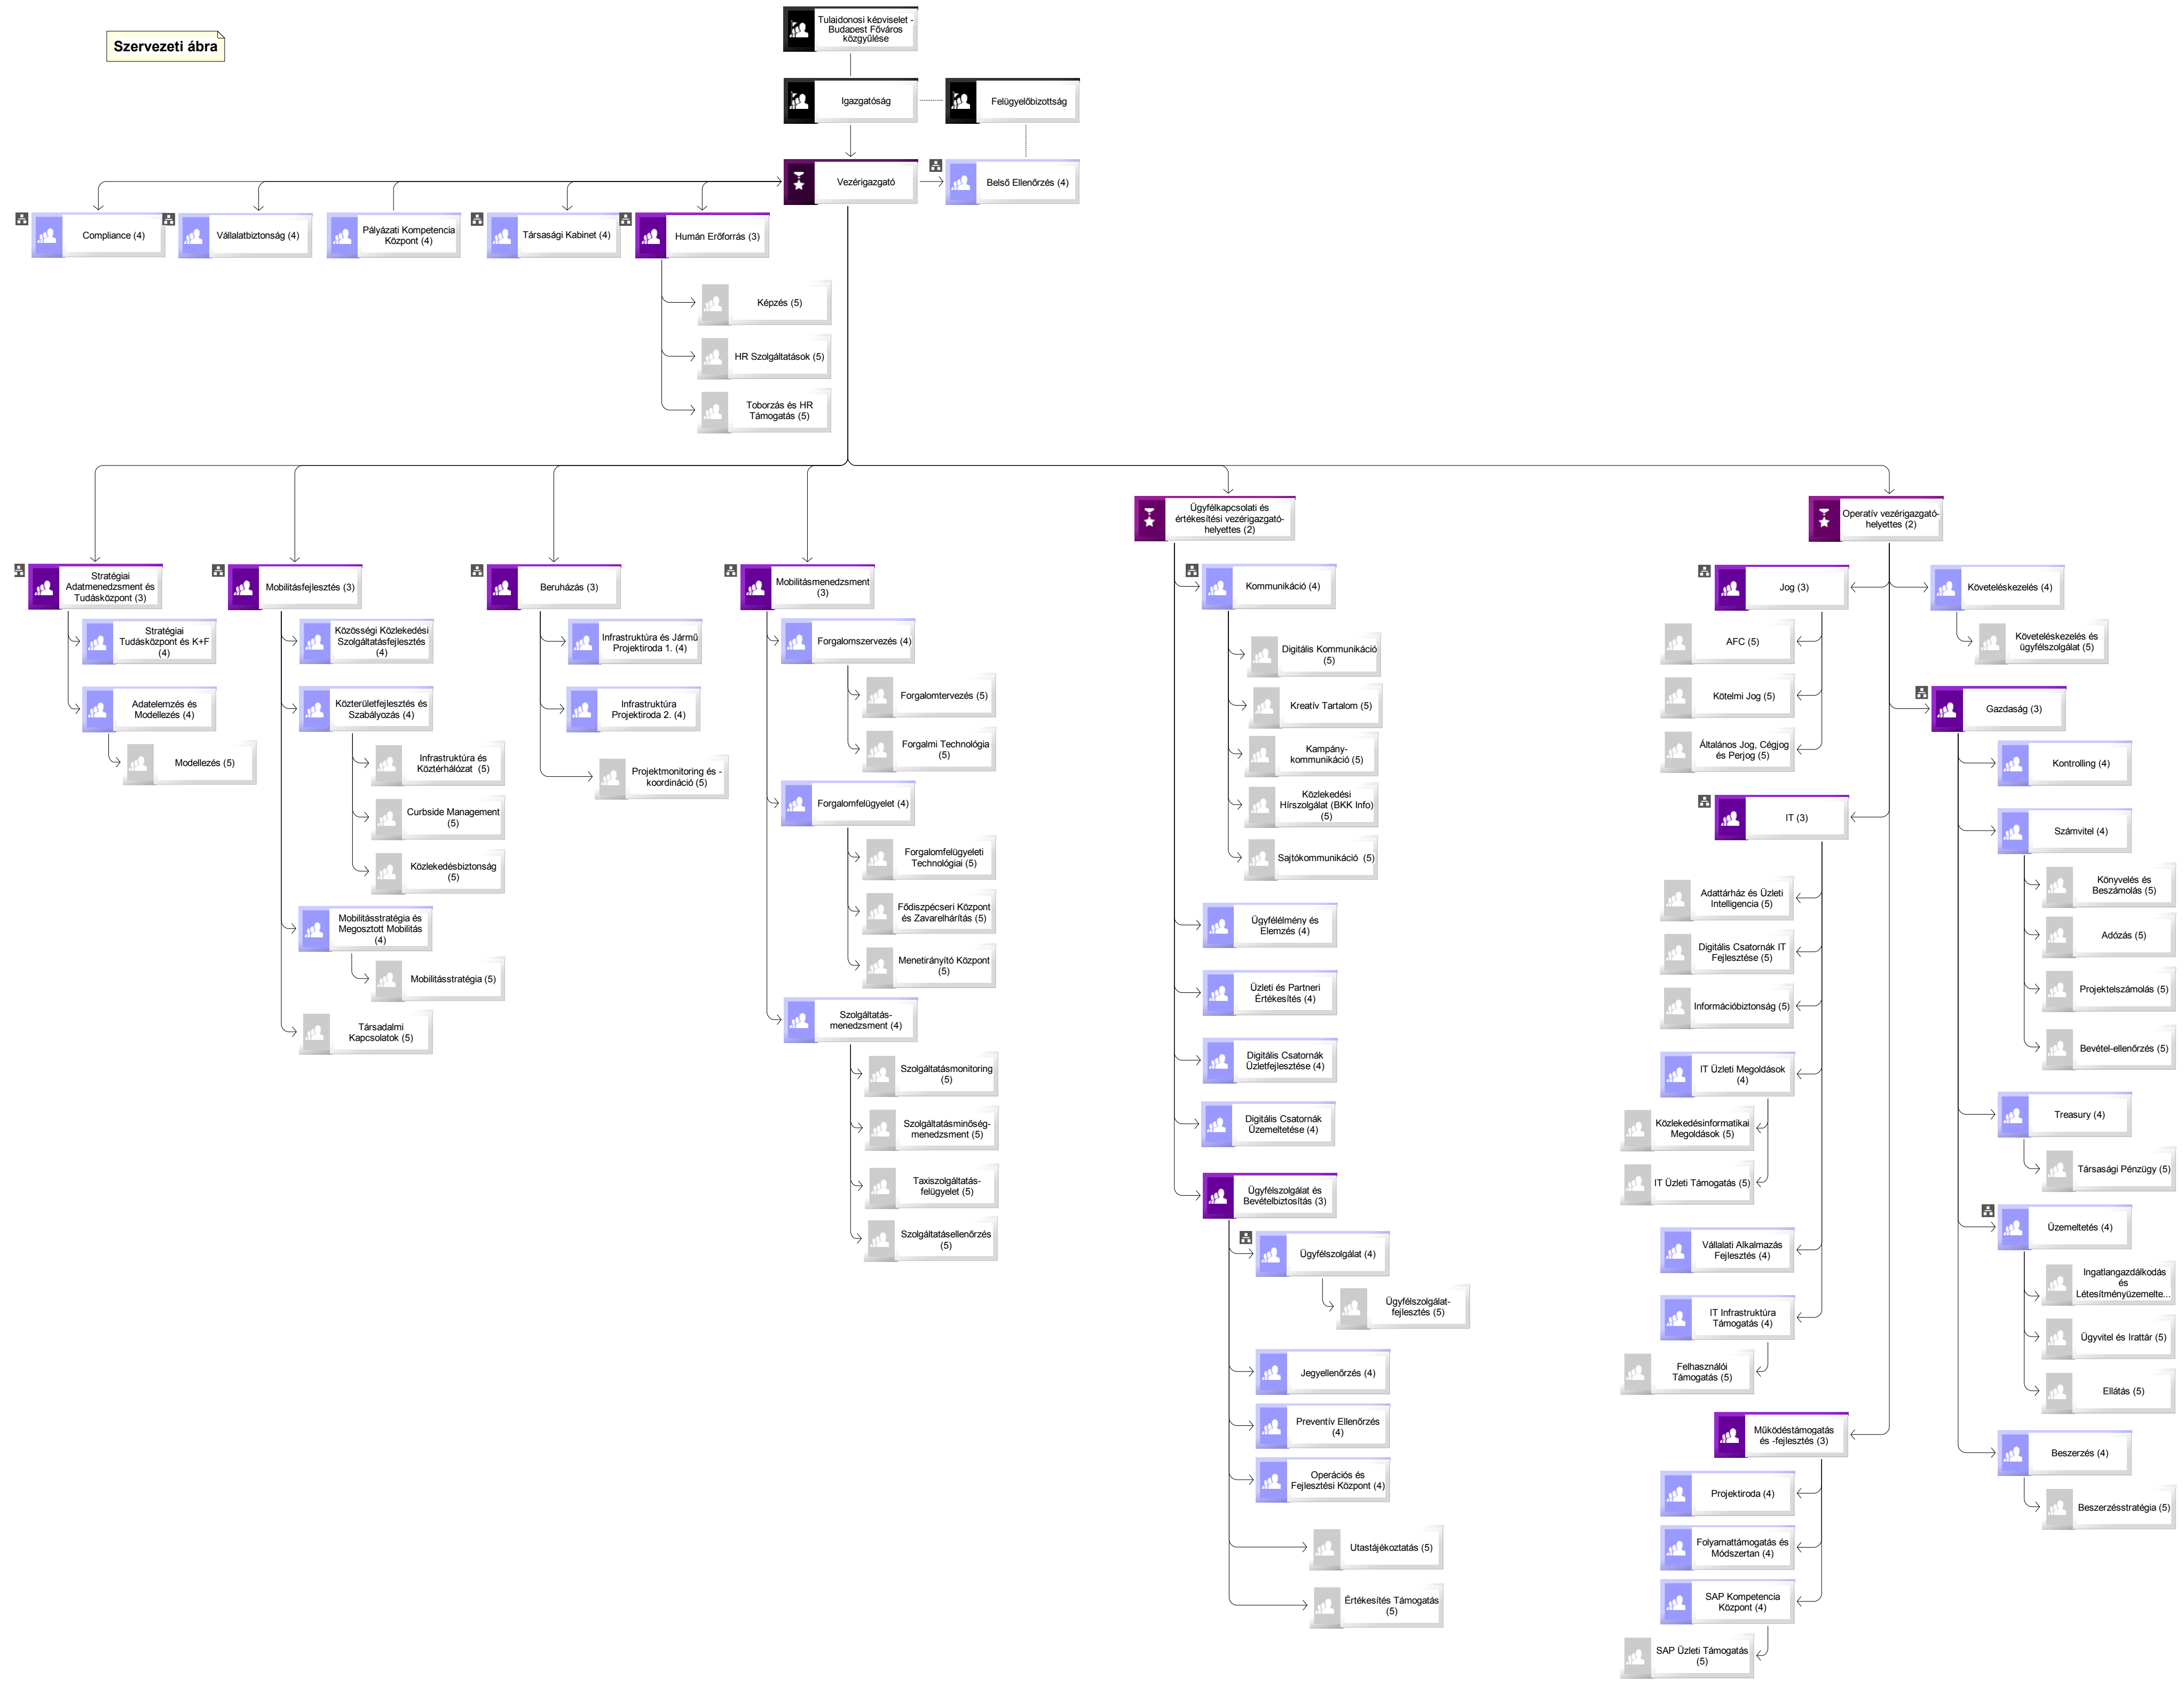 Szervezeti ábra
Tulajdonosi képviselet -
Budapest Főváros
közgyűlése
Igazgatóság
Felügyelőbizottság
Vezérigazgató
Belső Ellenőrzés (4)
Compliance (4)
Vállalatbiztonság (4)
Pályázati Kompetencia
Központ (4)
Társasági Kabinet (4)
Humán Erőforrás (3)
Képzés (5)
HR Szolgáltatások (5)
Toborzás és HR
Támogatás (5)
Stratégiai
Adatmenedzsment és
Tudásközpont (3)
Stratégiai
Tudásközpont és K+F
(4)
Adatelemzés és
Modellezés (4)
Modellezés (5)
Mobilitásfejlesztés (3)
Közösségi Közlekedési
Szolgáltatásfejlesztés
(4)
Közterületfejlesztés és
Szabályozás (4)
Infrastruktúra és
Köztérhálózat (5)
Curbside Management
(5)
Közlekedésbiztonság
(5)
Mobilitásstratégia és
Megosztott Mobilitás
(4)
Mobilitásstratégia (5)
Társadalmi
Kapcsolatok (5)
Beruházás (3)
Infrastruktúra és Jármű
Projektiroda 1. (4)
Infrastruktúra
Projektiroda 2. (4)
Projektmonitoring és -
koordináció (5)
Mobilitásmenedzsment
(3)
Forgalomszervezés (4)
Forgalomtervezés (5)
Forgalmi Technológia
(5)
Forgalomfelügyelet (4)
Forgalomfelügyeleti
Technológiai (5)
Fődiszpécseri Központ
és Zavarelhárítás (5)
Menetirányító Központ
(5)
Szolgáltatás-
menedzsment (4)
Szolgáltatásmonitoring
(5)
Szolgáltatásminőség-
menedzsment (5)
Taxiszolgáltatás-
felügyelet (5)
Szolgáltatásellenőrzés
(5)
Ügyfélkapcsolati és
értékesítési vezérigazgató-
helyettes (2)
Kommunikáció (4)
Digitális Kommunikáció
(5)
Kreatív Tartalom (5)
Kampány-
kommunikáció (5)
Közlekedési
Hírszolgálat (BKK Info)
(5)
Sajtókommunikáció (5)
Ügyfélélmény és
Elemzés (4)
Üzleti és Partneri
Értékesítés (4)
Digitális Csatornák
Üzletfejlesztése (4)
Digitális Csatornák
Üzemeltetése (4)
Ügyfélszolgálat és
Bevételbiztosítás (3)
Ügyfélszolgálat (4)
Ügyfélszolgálat-
fejlesztés (5)
Jegyellenőrzés (4)
Preventív Ellenőrzés
(4)
Operációs és
Fejlesztési Központ (4)
Utastájékoztatás (5)
Értékesítés Támogatás
(5)
Operatív vezérigazgató-
helyettes (2)
Jog (3)
AFC (5)
Kötelmi Jog (5)
Általános Jog, Cégjog
és Perjog (5)
IT (3)
Adattárház és Üzleti
Intelligencia (5)
Digitális Csatornák IT
Fejlesztése (5)
Információbiztonság (5)
IT Üzleti Megoldások
(4)
Közlekedésinformatikai
Megoldások (5)
IT Üzleti Támogatás (5)
Vállalati Alkalmazás
Fejlesztés (4)
IT Infrastruktúra
Támogatás (4)
Felhasználói
Támogatás (5)
Működéstámogatás
és -fejlesztés (3)
Projektiroda (4)
Folyamattámogatás és
Módszertan (4)
SAP Kompetencia
Központ (4)
SAP Üzleti Támogatás
(5)
Követeléskezelés (4)
Követeléskezelés és
ügyfélszolgálat (5)
Gazdaság (3)
Kontrolling (4)
Számvitel (4)
Könyvelés és
Beszámolás (5)
Adózás (5)
Projektelszámolás (5)
Bevétel-ellenőrzés (5)
Treasury (4)
Társasági Pénzügy (5)
Üzemeltetés (4)
Ingatlangazdálkodás
és
Létesítményüzemelte...
Ügyvitel és Irattár (5)
Ellátás (5)
Beszerzés (4)
Beszerzésstratégia (5)